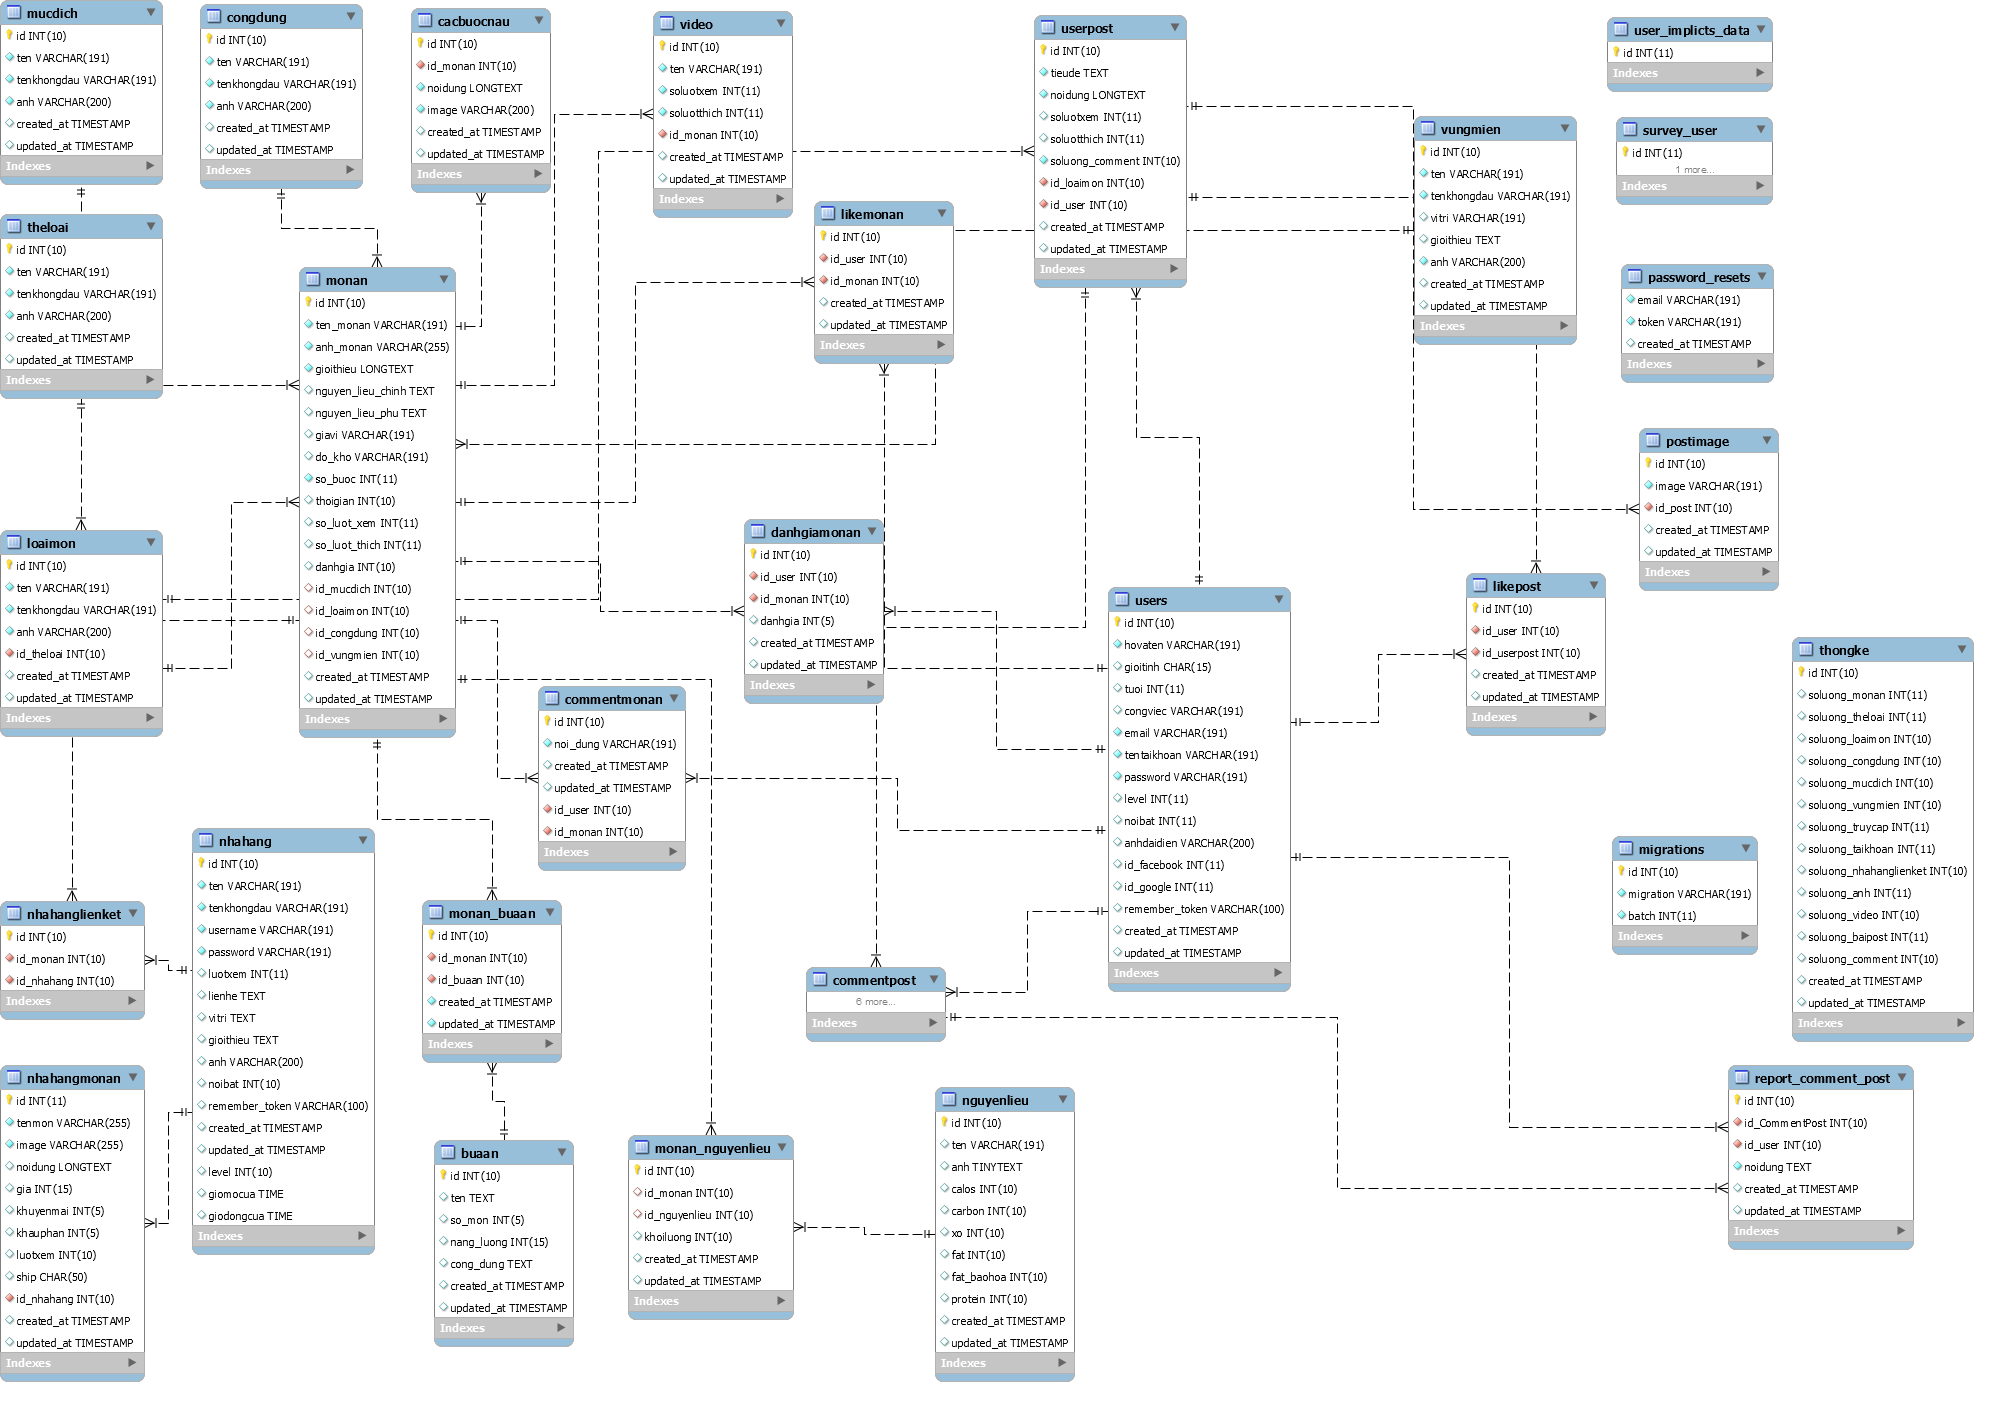 mucdich
id INT(10)
ten VARCHAR(191)
tenkhongdau VARCHAR(191)
anh VARCHAR(200)
created_at TIMESTAMP
updated_at TIMESTAMP
Indexes
congdung
id INT(10)
ten VARCHAR(191)
tenkhongdau VARCHAR(191)
anh VARCHAR(200)
created_at TIMESTAMP
updated_at TIMESTAMP
Indexes
cacbuocnau
id INT(10)
id_monan INT(10)
noidung LONGTEXT
image VARCHAR(200)
created_at TIMESTAMP
updated_at TIMESTAMP
Indexes
video
id INT(10)
ten VARCHAR(191)
soluotxem INT(11)
soluotthich INT(11)
id_monan INT(10)
created_at TIMESTAMP
updated_at TIMESTAMP
Indexes
userpost
id INT(10)
tieude TEXT
noidung LONGTEXT
soluotxem INT(11)
soluotthich INT(11)
soluong_comment INT(10)
id_loaimon INT(10)
id_user INT(10)
created_at TIMESTAMP
updated_at TIMESTAMP
Indexes
user_implicts_data
id INT(11)
Indexes
vungmien
id INT(10)
ten VARCHAR(191)
tenkhongdau VARCHAR(191)
vitri VARCHAR(191)
gioithieu TEXT
anh VARCHAR(200)
created_at TIMESTAMP
updated_at TIMESTAMP
Indexes
survey_user
id INT(11)
1 more...
Indexes
theloai
id INT(10)
ten VARCHAR(191)
tenkhongdau VARCHAR(191)
anh VARCHAR(200)
created_at TIMESTAMP
updated_at TIMESTAMP
Indexes
likemonan
id INT(10)
id_user INT(10)
id_monan INT(10)
created_at TIMESTAMP
updated_at TIMESTAMP
Indexes
password_resets
email VARCHAR(191)
token VARCHAR(191)
created_at TIMESTAMP
Indexes
monan
id INT(10)
ten_monan VARCHAR(191)
anh_monan VARCHAR(255)
gioithieu LONGTEXT
nguyen_lieu_chinh TEXT
nguyen_lieu_phu TEXT
giavi VARCHAR(191)
do_kho VARCHAR(191)
so_buoc INT(11)
thoigian INT(10)
so_luot_xem INT(11)
so_luot_thich INT(11)
danhgia INT(10)
id_mucdich INT(10)
id_loaimon INT(10)
id_congdung INT(10)
id_vungmien INT(10)
created_at TIMESTAMP
updated_at TIMESTAMP
Indexes
postimage
id INT(10)
image VARCHAR(191)
id_post INT(10)
created_at TIMESTAMP
updated_at TIMESTAMP
Indexes
loaimon
id INT(10)
ten VARCHAR(191)
tenkhongdau VARCHAR(191)
anh VARCHAR(200)
id_theloai INT(10)
created_at TIMESTAMP
updated_at TIMESTAMP
Indexes
danhgiamonan
id INT(10)
id_user INT(10)
id_monan INT(10)
danhgia INT(5)
created_at TIMESTAMP
updated_at TIMESTAMP
Indexes
users
id INT(10)
hovaten VARCHAR(191)
gioitinh CHAR(15)
tuoi INT(11)
congviec VARCHAR(191)
email VARCHAR(191)
tentaikhoan VARCHAR(191)
password VARCHAR(191)
level INT(11)
noibat INT(11)
anhdaidien VARCHAR(200)
id_facebook INT(11)
id_google INT(11)
remember_token VARCHAR(100)
created_at TIMESTAMP
updated_at TIMESTAMP
Indexes
likepost
id INT(10)
id_user INT(10)
id_userpost INT(10)
created_at TIMESTAMP
updated_at TIMESTAMP
Indexes
thongke
id INT(10)
soluong_monan INT(11)
soluong_theloai INT(11)
soluong_loaimon INT(10)
soluong_congdung INT(10)
soluong_mucdich INT(10)
soluong_vungmien INT(10)
soluong_truycap INT(11)
soluong_taikhoan INT(11)
soluong_nhahanglienket INT(10)
soluong_anh INT(11)
soluong_video INT(10)
soluong_baipost INT(11)
soluong_comment INT(10)
created_at TIMESTAMP
updated_at TIMESTAMP
Indexes
commentmonan
id INT(10)
noi_dung VARCHAR(191)
created_at TIMESTAMP
updated_at TIMESTAMP
id_user INT(10)
id_monan INT(10)
Indexes
nhahang
id INT(10)
ten VARCHAR(191)
tenkhongdau VARCHAR(191)
username VARCHAR(191)
password VARCHAR(191)
luotxem INT(11)
lienhe TEXT
vitri TEXT
gioithieu TEXT
anh VARCHAR(200)
noibat INT(10)
remember_token VARCHAR(100)
created_at TIMESTAMP
updated_at TIMESTAMP
level INT(10)
giomocua TIME
giodongcua TIME
Indexes
migrations
id INT(10)
migration VARCHAR(191)
batch INT(11)
Indexes
nhahanglienket
id INT(10)
id_monan INT(10)
id_nhahang INT(10)
Indexes
monan_buaan
id INT(10)
id_monan INT(10)
id_buaan INT(10)
created_at TIMESTAMP
updated_at TIMESTAMP
Indexes
commentpost
6 more...
Indexes
nhahangmonan
id INT(11)
tenmon VARCHAR(255)
image VARCHAR(255)
noidung LONGTEXT
gia INT(15)
khuyenmai INT(5)
khauphan INT(5)
luotxem INT(10)
ship CHAR(50)
id_nhahang INT(10)
created_at TIMESTAMP
updated_at TIMESTAMP
Indexes
report_comment_post
id INT(10)
id_CommentPost INT(10)
id_user INT(10)
noidung TEXT
created_at TIMESTAMP
updated_at TIMESTAMP
Indexes
nguyenlieu
id INT(10)
ten VARCHAR(191)
anh TINYTEXT
calos INT(10)
carbon INT(10)
xo INT(10)
fat INT(10)
fat_baohoa INT(10)
protein INT(10)
created_at TIMESTAMP
updated_at TIMESTAMP
Indexes
buaan
id INT(10)
ten TEXT
so_mon INT(5)
nang_luong INT(15)
cong_dung TEXT
created_at TIMESTAMP
updated_at TIMESTAMP
Indexes
monan_nguyenlieu
id INT(10)
id_monan INT(10)
id_nguyenlieu INT(10)
khoiluong INT(10)
created_at TIMESTAMP
updated_at TIMESTAMP
Indexes